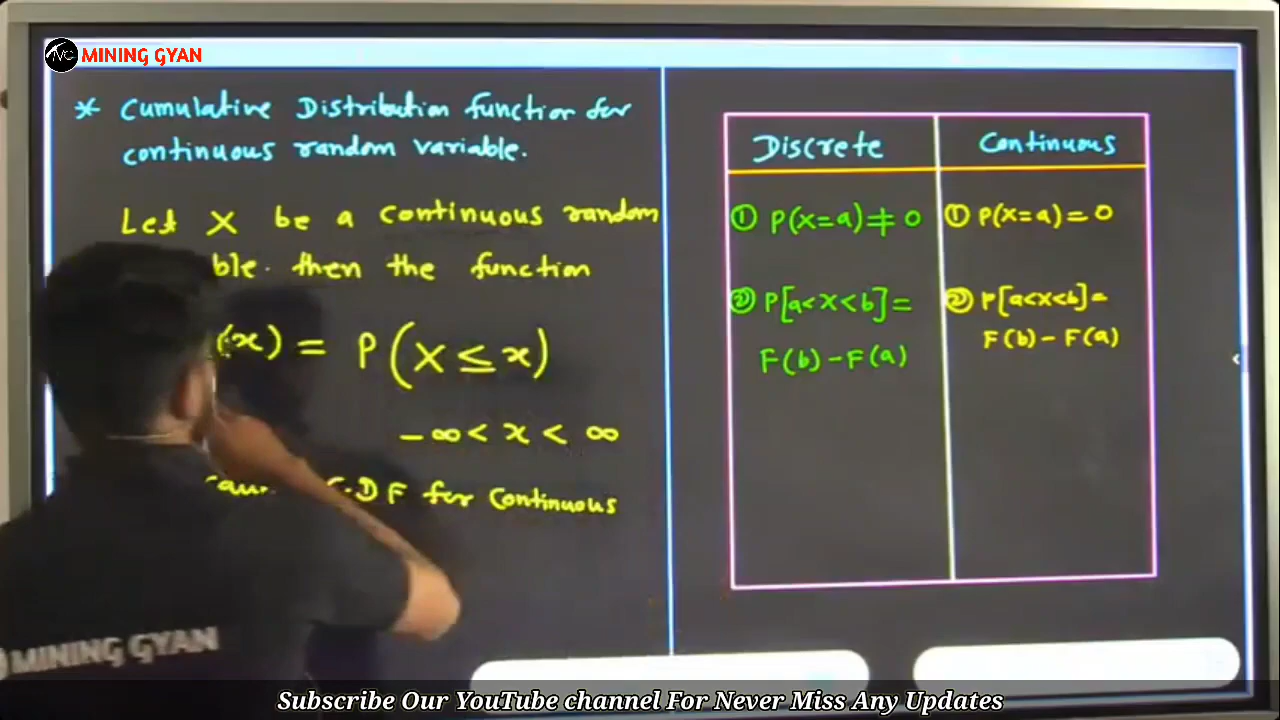 MINING GYAN
* Cumulative Distribution function for
continuous random variable.
Let X be a continuous random
ble. then the function
(x) = P(X ≤ x)
-∞ < x < ∞
C.D F for Continuous
Discrete
Continuous
① P(x=a) ≠ 0
① P(x=a) = 0
② P[a<X<b] =
F(b) - F(a)
② P[a<X<b] =
F(b) - F(a)
MINING GYAN
Subscribe Our YouTube channel For Never Miss Any Updates